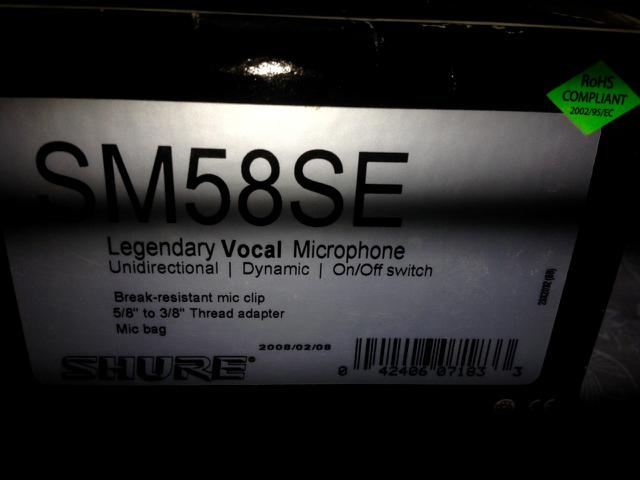 RoHS
COMPLIANT
2002/95/EC
SM58SE
Legendary Vocal Microphone
Unidirectional | Dynamic | On/Off switch
Break-resistant mic clip
5/8" to 3/8" Thread adapter
Mic bag
2008/02/08
SHURE®
0 42406 07183 3